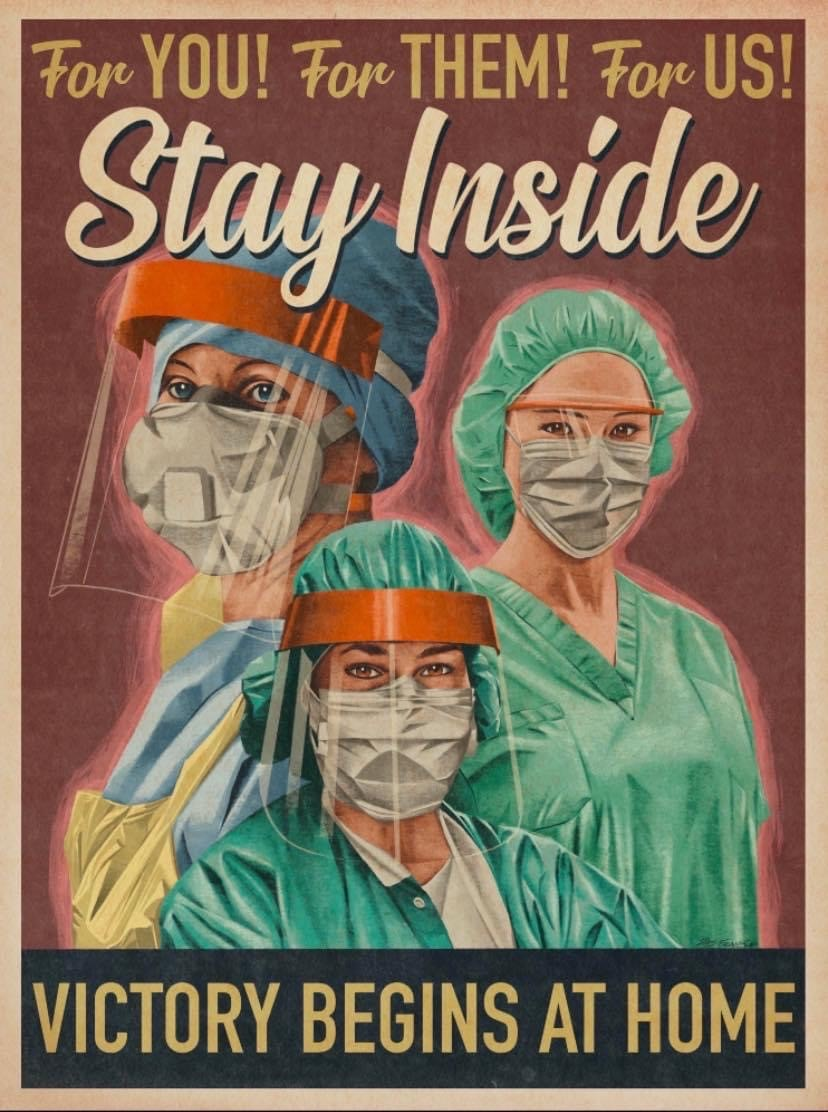 For YOU! For THEM! For US!
Stay Inside
VICTORY BEGINS AT HOME